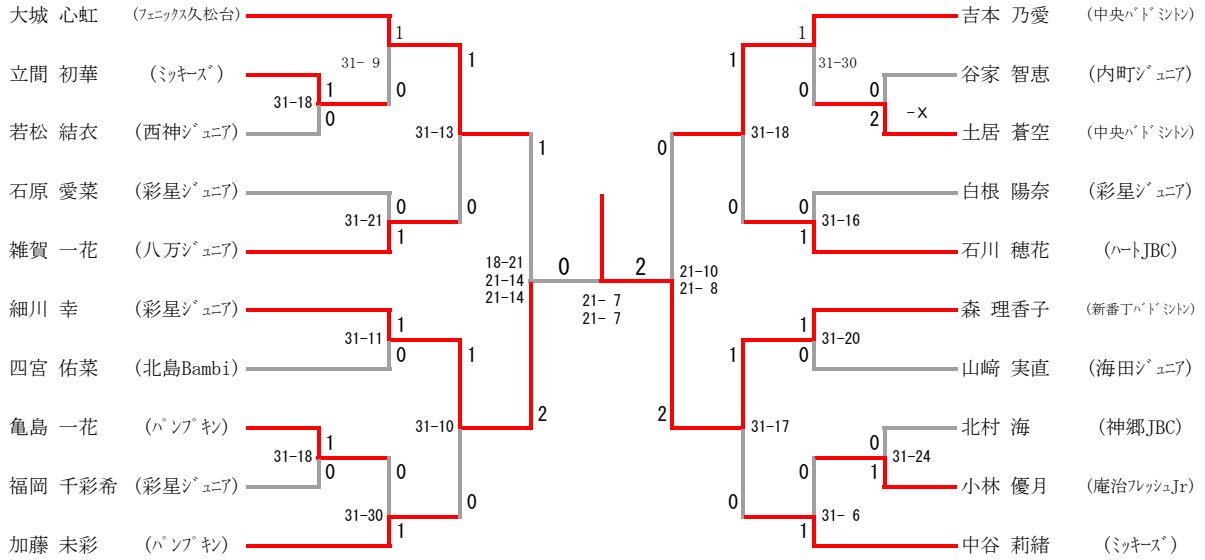 大城 心虹 (フェニックス久松台)
1
31- 9
1
立間 初華 (ミッキーズ)
1
31-18
0
0
若松 結衣 (西神ジュニア)
31-13
1
石原 愛菜 (彩星ジュニア)
0
31-21
0
1
雑賀 一花 (八万ジュニア)
18-21
21-14
21-14
0
細川 幸 (彩星ジュニア)
1
31-11
0
1
四宮 佑菜 (北島Bambi)
31-10
2
亀島 一花 (パンプキン)
1
31-18
0
0
福岡 千彩希 (彩星ジュニア)
31-30
0
1
加藤 未彩 (パンプキン)
21- 7
21- 7
2
吉本 乃愛 (中央バドミントン)
1
31-30
1
谷家 智恵 (内町ジュニア)
0
0
-X
2
土居 蒼空 (中央バドミントン)
31-18
0
白根 陽奈 (彩星ジュニア)
0
31-16
0
1
石川 穂花 (ハートJBC)
21-10
21- 8
森 理香子 (新番丁バドミントン)
1
31-20
0
1
山﨑 実直 (海田ジュニア)
2
31-17
北村 海 (神郷JBC)
0
31-24
0
1
小林 優月 (庵治フレッシュJr)
0
31- 6
1
中谷 莉緒 (ミッキーズ)